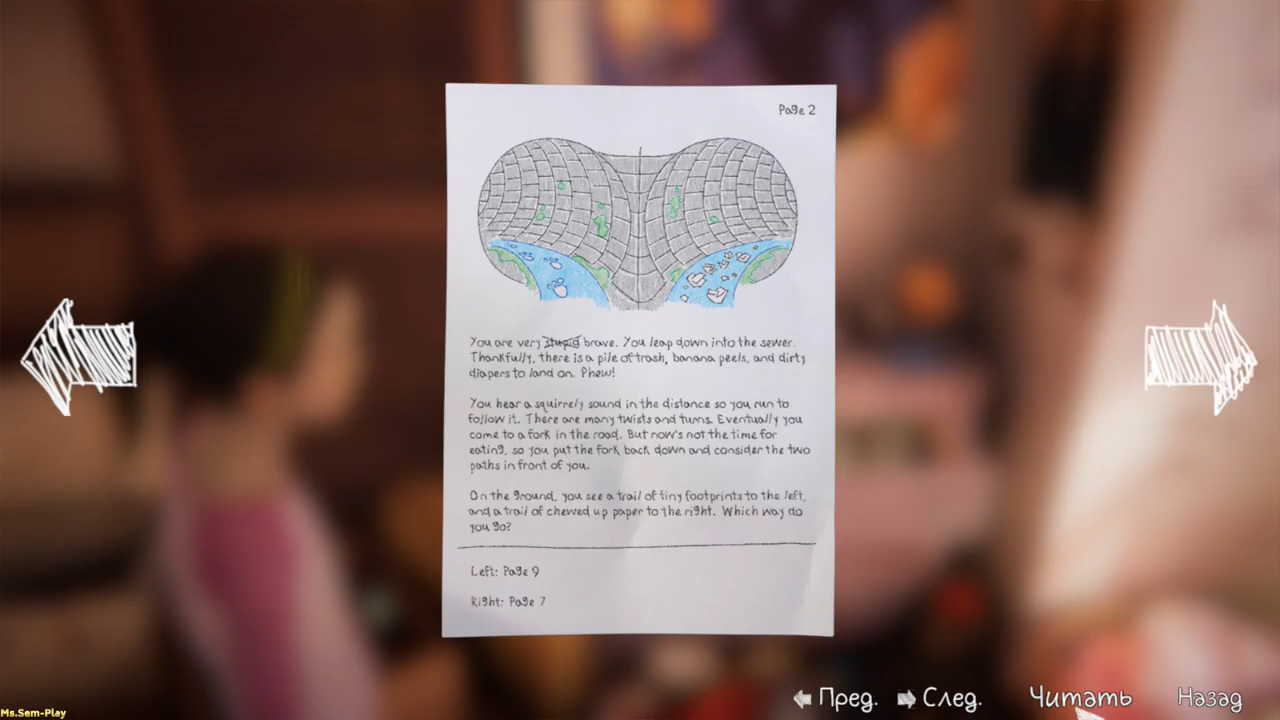 Page 2
You are very stupid brave. You leap down into the sewer.
Thankfully, there is a pile of trash, banana peels, and dirty
diapers to land on. Phew!
You hear a squirrely sound in the distance so you run to
follow it. There are many twists and turns. Eventually you
come to a fork in the road. But now's not the time for
eating, so you put the fork back down and consider the two
paths in front of you.
On the ground, you see a trail of tiny footprints to the left,
and a trail of chewed up paper to the right. Which way do
you go?
Left: Page 9
Right: Page 7
Пред. След. Читать Назад
Ms.Sem-Play